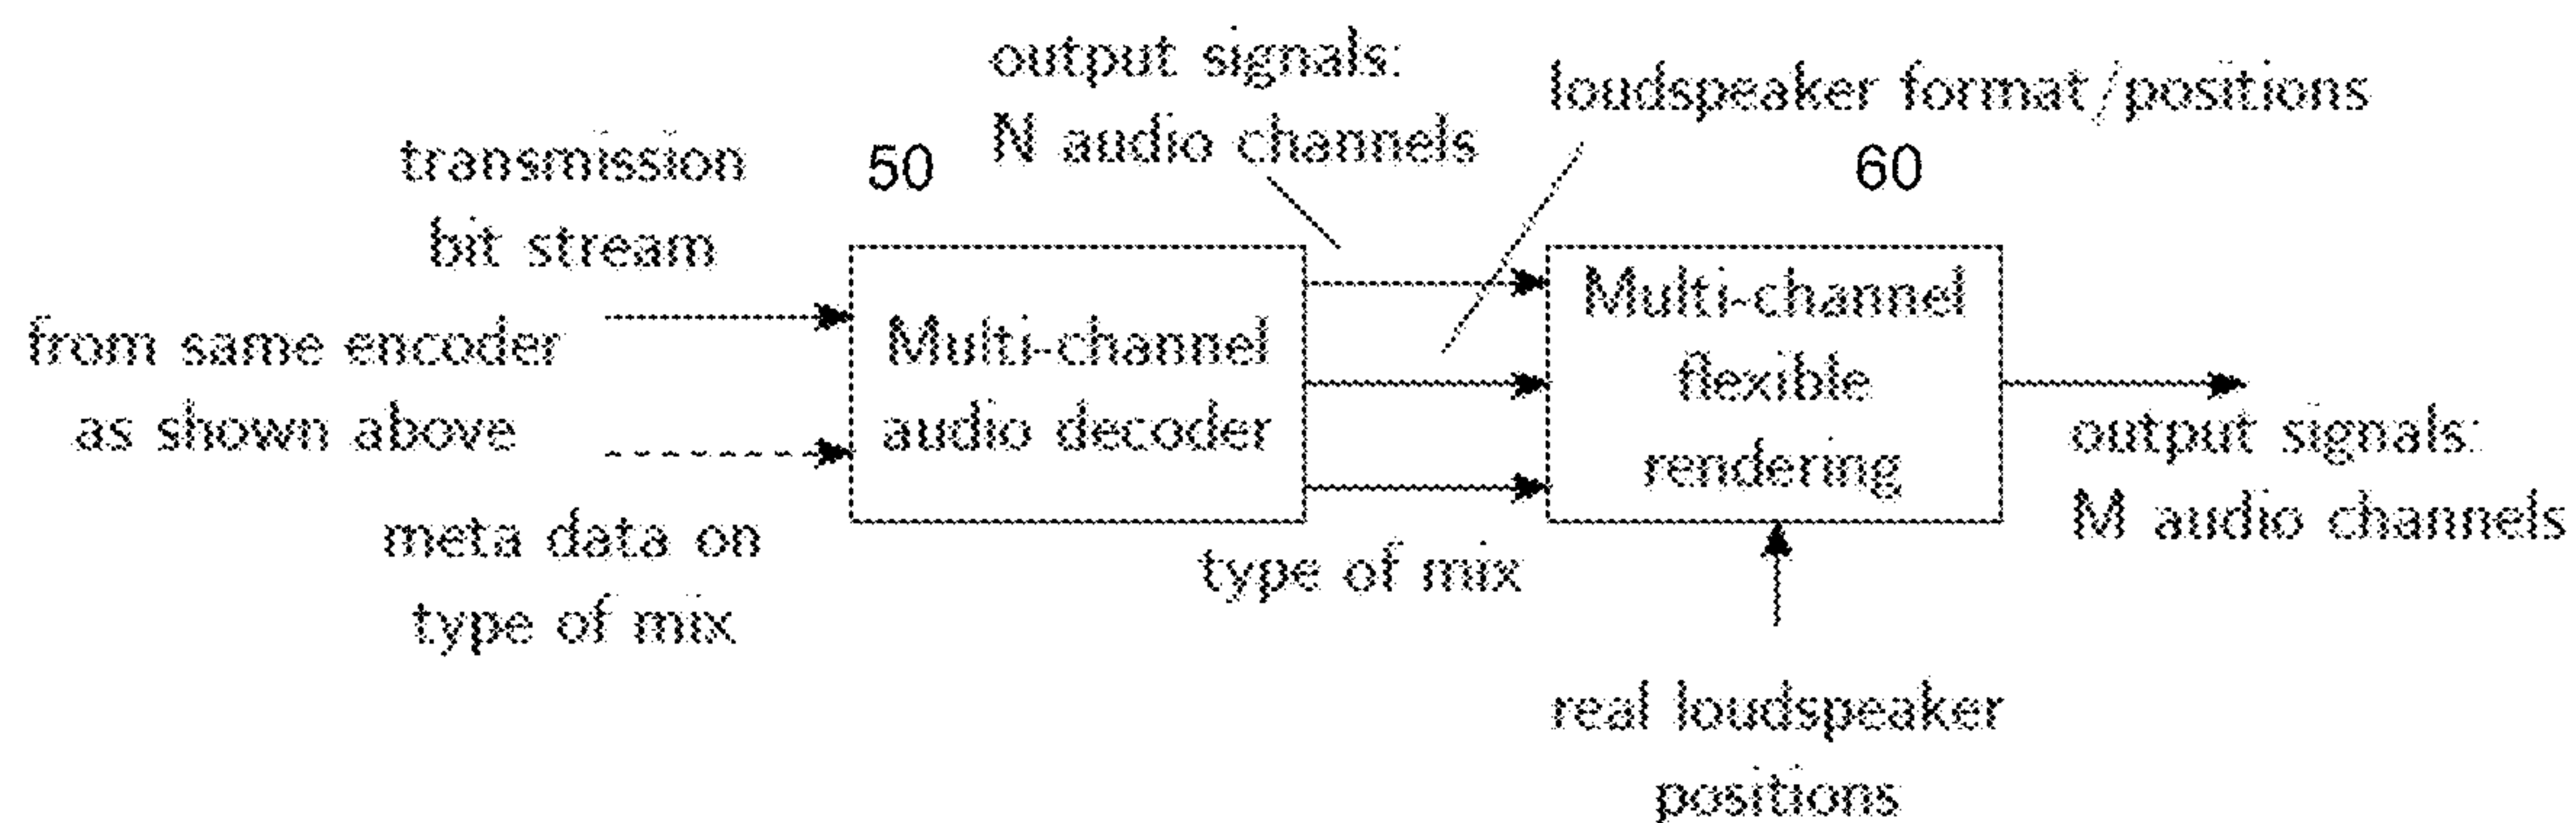 output signals:
N audio channels
loudspeaker format/positions
transmission
bit stream
50
60
from same encoder
as shown above
Multi-channel
audio decoder
Multi-channel
flexible
rendering
output signals:
M audio channels
meta data on
type of mix
type of mix
real loudspeaker
positions